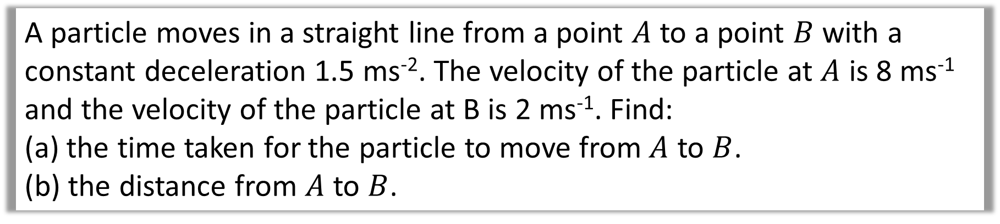 A particle moves in a straight line from a point A to a point B with a
constant deceleration 1.5 ms⁻². The velocity of the particle at A is 8 ms⁻¹
and the velocity of the particle at B is 2 ms⁻¹. Find:
(a) the time taken for the particle to move from A to B.
(b) the distance from A to B.